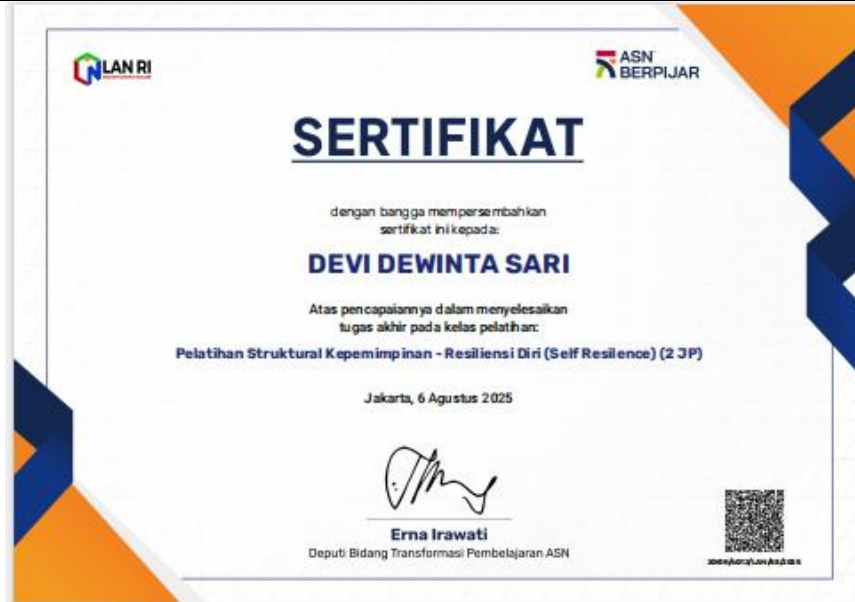 LAN RI
ASN
BERPIJAR
SERTIFIKAT
dengan bangga mempersembahkan
sertifikat ini kepada:
DEVI DEWINTA SARI
Atas pencapaiannya dalam menyelesaikan
tugas akhir pada kelas pelatihan:
Pelatihan Struktural Kepemimpinan - Resiliensi Diri (Self Resilence) (2 JP)
Jakarta, 6 Agustus 2025
Erna Irawati
Deputi Bidang Transformasi Pembelajaran ASN